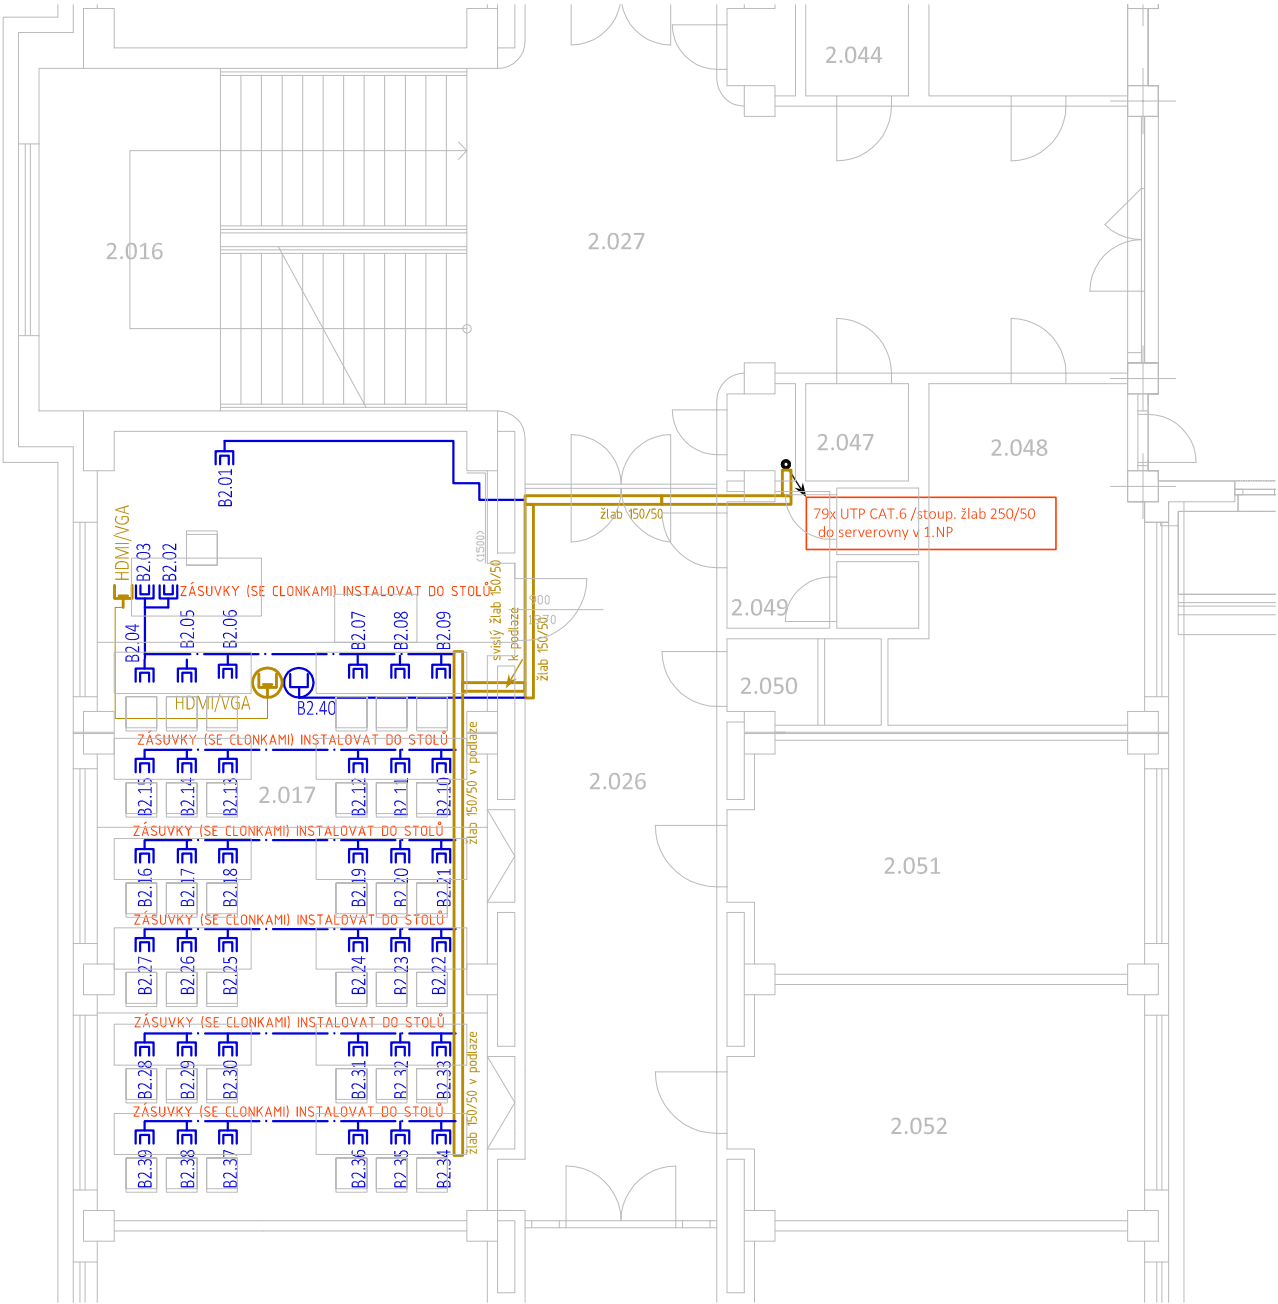 2.044
2.016
2.027
2.047
2.048
B2.01
žlab 150/50
79x UTP CAT.6 /stoup. žlab 250/50
do serverovny v 1.NP
(1500)
HDMI/VGA
B2.03
B2.02
ZÁSUVKY (SE CLONKAMI) INSTALOVAT DO STOLŮ
svislý žlab 150/50
k podlaze
900
1970
žlab 150/50
2.049
B2.04
B2.05
B2.06
B2.07
B2.08
B2.09
HDMI/VGA
B2.40
2.050
ZÁSUVKY (SE CLONKAMI) INSTALOVAT DO STOLŮ
žlab 150/50 v podlaze
B2.15
B2.14
B2.13
B2.12
B2.11
B2.10
2.017
2.026
ZÁSUVKY (SE CLONKAMI) INSTALOVAT DO STOLŮ
B2.16
B2.17
B2.18
B2.19
B2.20
B2.21
2.051
ZÁSUVKY (SE CLONKAMI) INSTALOVAT DO STOLŮ
B2.27
B2.26
B2.25
B2.24
B2.23
B2.22
ZÁSUVKY (SE CLONKAMI) INSTALOVAT DO STOLŮ
žlab 150/50 v podlaze
B2.28
B2.29
B2.30
B2.31
B2.32
B2.33
ZÁSUVKY (SE CLONKAMI) INSTALOVAT DO STOLŮ
2.052
B2.39
B2.38
B2.37
B2.36
B2.35
B2.34